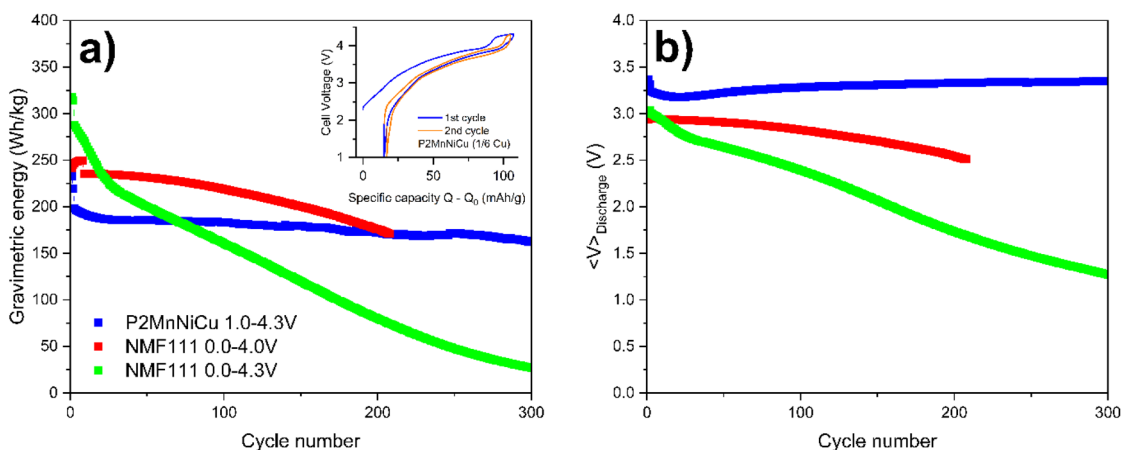 a)
Gravimetric energy (Wh/kg)
400
350
300
250
200
150
100
50
0
0 100 200 300
Cycle number
P2MnNiCu 1.0-4.3V
NMF111 0.0-4.0V
NMF111 0.0-4.3V
Cell Voltage (V)
4
3
2
1
0 40 80
1st cycle
2nd cycle
P2MnNiCu (1/6 Cu)
Specific capacity Q - Q₀ (mAh/g)
b)
<V>Discharge (V)
4.0
3.5
3.0
2.5
2.0
1.5
1.0
0.5
0.0
0 100 200 300
Cycle number